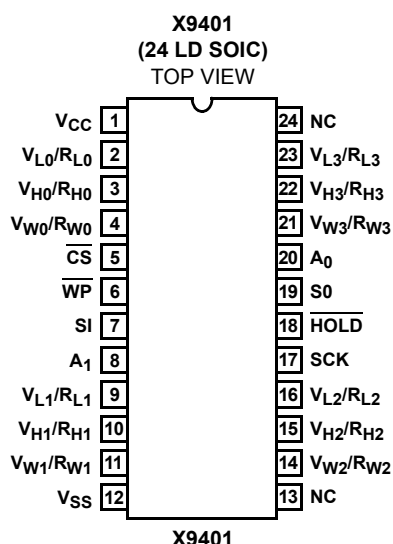 X9401
(24 LD SOIC)
TOP VIEW
VCC 1 24 NC
VL0/RL0 2 23 VL3/RL3
VH0/RH0 3 22 VH3/RH3
VW0/RW0 4 21 VW3/RW3
CS 5 20 A0
WP 6 19 S0
SI 7 18 HOLD
A1 8 17 SCK
VL1/RL1 9 16 VL2/RL2
VH1/RH1 10 15 VH2/RH2
VW1/RW1 11 14 VW2/RW2
VSS 12 13 NC
X9401